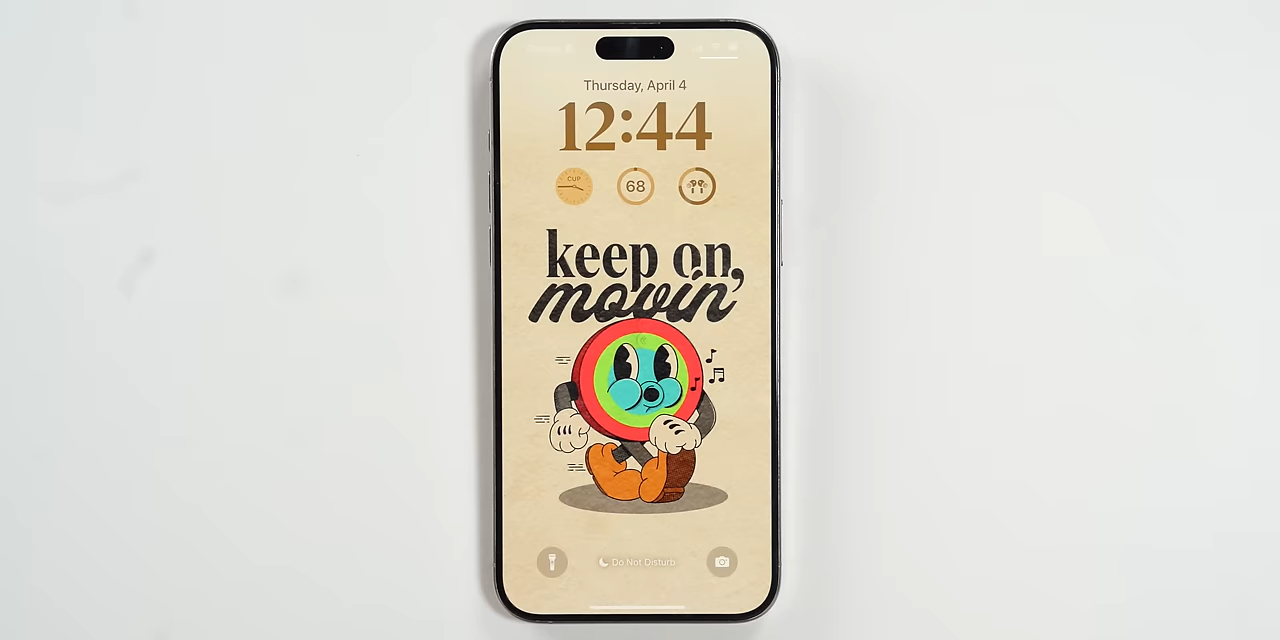 Thursday, April 4
12:44
CUP
68
keep on,
movin'
Do Not Disturb